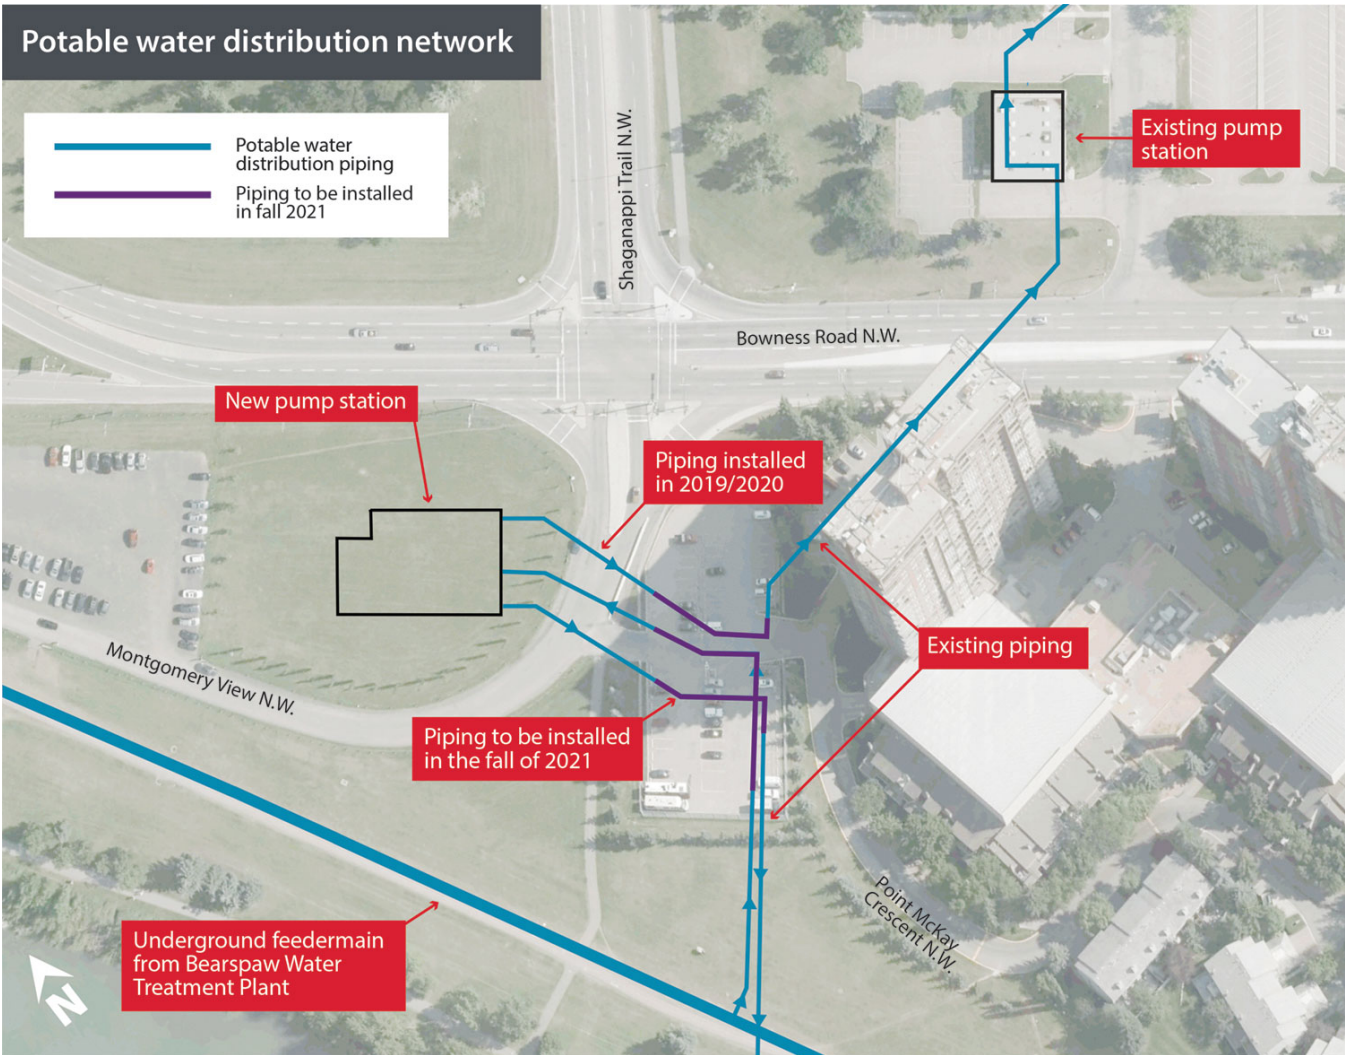 Potable water distribution network
Potable water
distribution piping
Piping to be installed
in fall 2021
Shaganappi Trail N.W.
Existing pump
station
Bowness Road N.W.
New pump station
Piping installed
in 2019/2020
Existing piping
Montgomery View N.W.
Piping to be installed
in the fall of 2021
Point McKay
Crescent N.W.
Underground feedermain
from Bearspaw Water
Treatment Plant
N